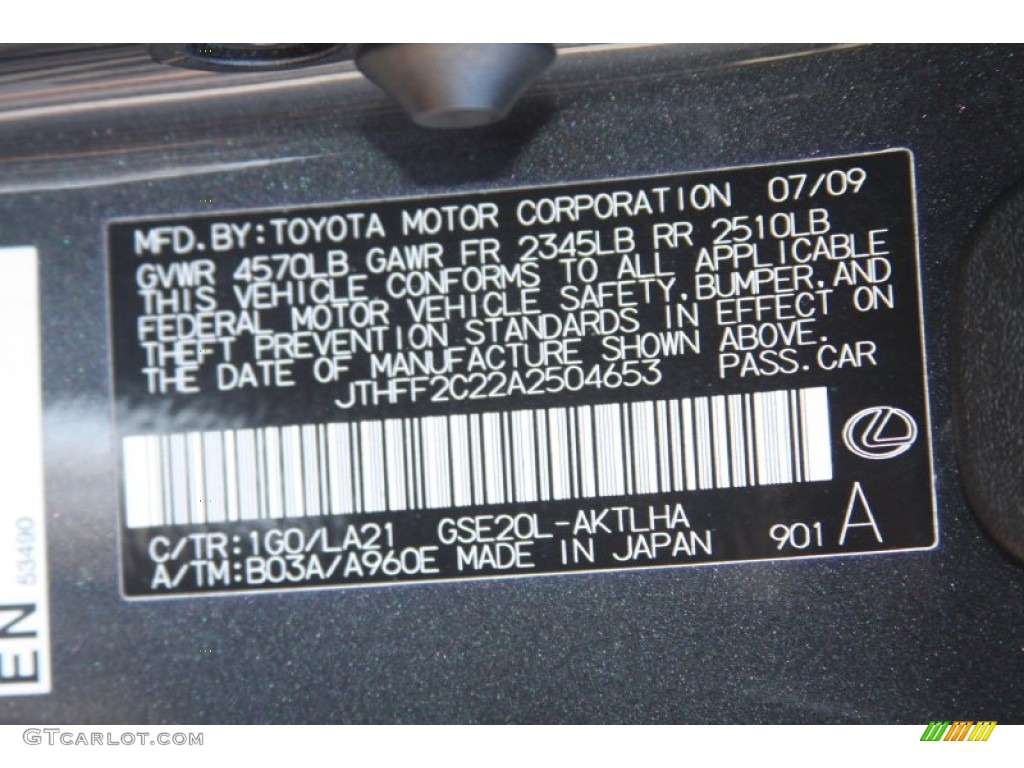 MFD.BY:TOYOTA MOTOR CORPORATION 07/09
GVWR 4570LB GAWR FR 2345LB RR 2510LB
THIS VEHICLE CONFORMS TO ALL APPLICABLE
FEDERAL MOTOR VEHICLE SAFETY,BUMPER,AND
THEFT PREVENTION STANDARDS IN EFFECT ON
THE DATE OF MANUFACTURE SHOWN ABOVE.
JTHFF2C22A2504653 PASS.CAR
C/TR:1G0/LA21 GSE20L-AKTLHA
A/TM:B03A/A960E MADE IN JAPAN 901 A
EN 53490
GTcarlot.com